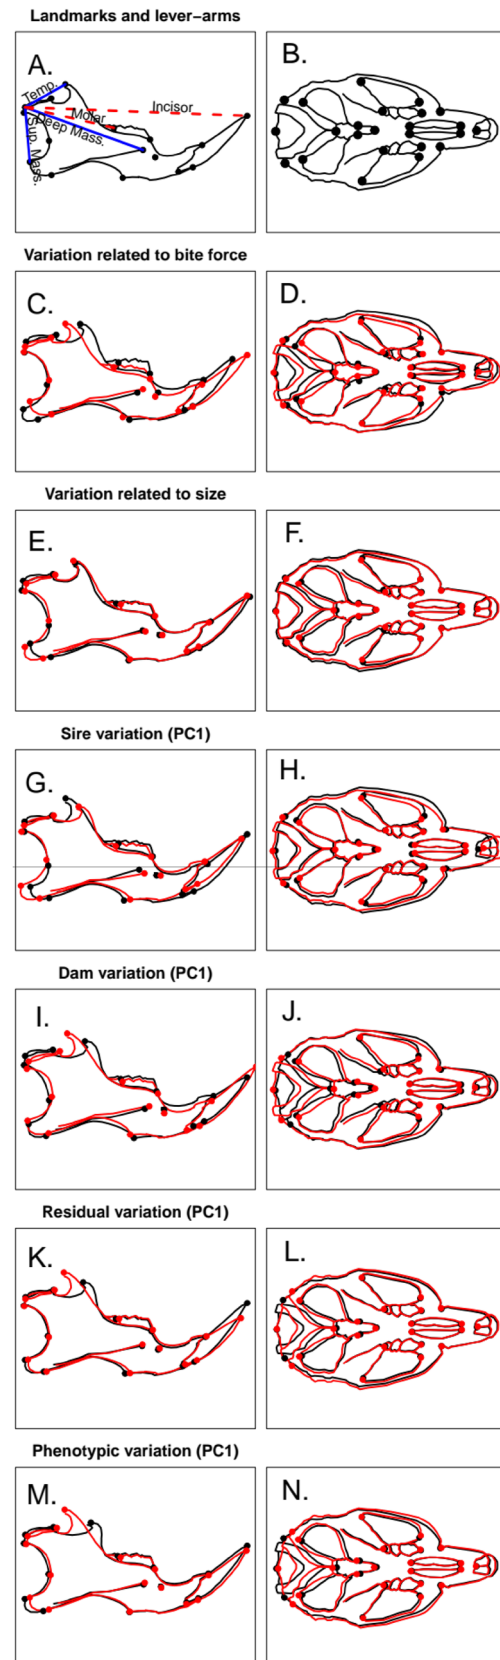 Landmarks and lever−arms
A.
B.
Temp.
Incisor
Molar
Deep Mass.
Sup. Mass.
Variation related to bite force
C.
D.
Variation related to size
E.
F.
Sire variation (PC1)
G.
H.
Dam variation (PC1)
I.
J.
Residual variation (PC1)
K.
L.
Phenotypic variation (PC1)
M.
N.